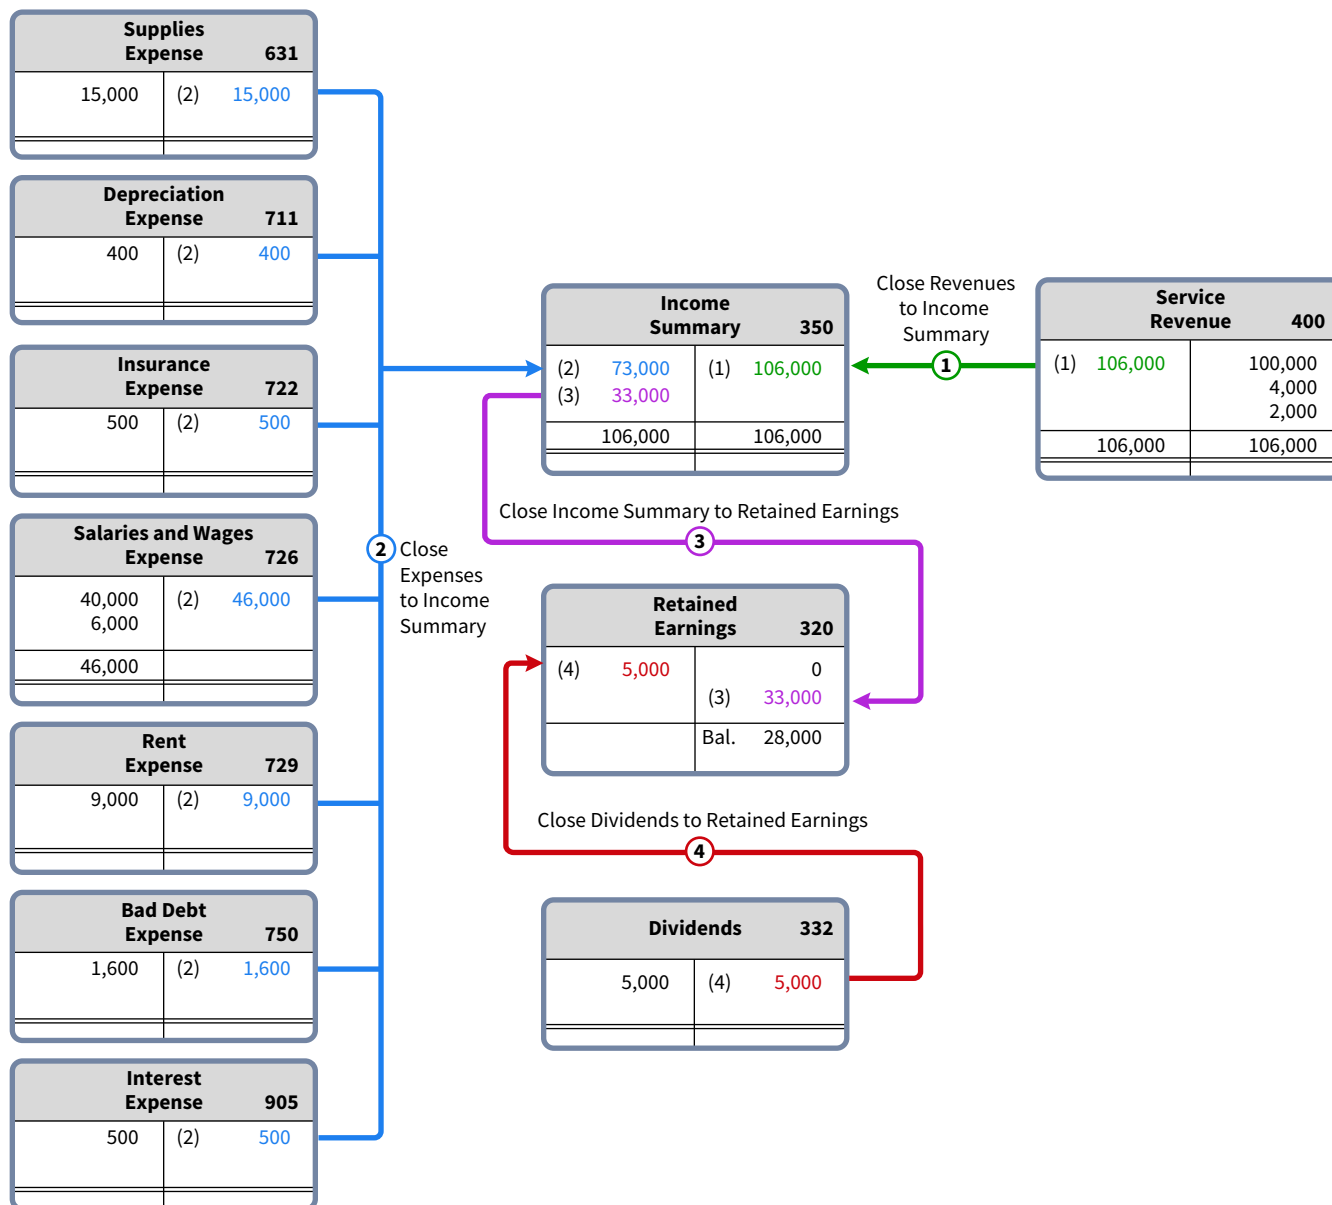 Supplies
Expense 631
15,000 (2) 15,000
Depreciation
Expense 711
400 (2) 400
Insurance
Expense 722
500 (2) 500
Salaries and Wages
Expense 726
40,000 (2) 46,000
6,000
46,000
Rent
Expense 729
9,000 (2) 9,000
Bad Debt
Expense 750
1,600 (2) 1,600
Interest
Expense 905
500 (2) 500
2 Close
Expenses
to Income
Summary
Income
Summary 350
(2) 73,000 (1) 106,000
(3) 33,000
106,000 106,000
Close Revenues
to Income
Summary
1
Service
Revenue 400
(1) 106,000 100,000
4,000
2,000
106,000 106,000
Close Income Summary to Retained Earnings
3
Retained
Earnings 320
(4) 5,000 0
(3) 33,000
Bal. 28,000
Close Dividends to Retained Earnings
4
Dividends 332
5,000 (4) 5,000